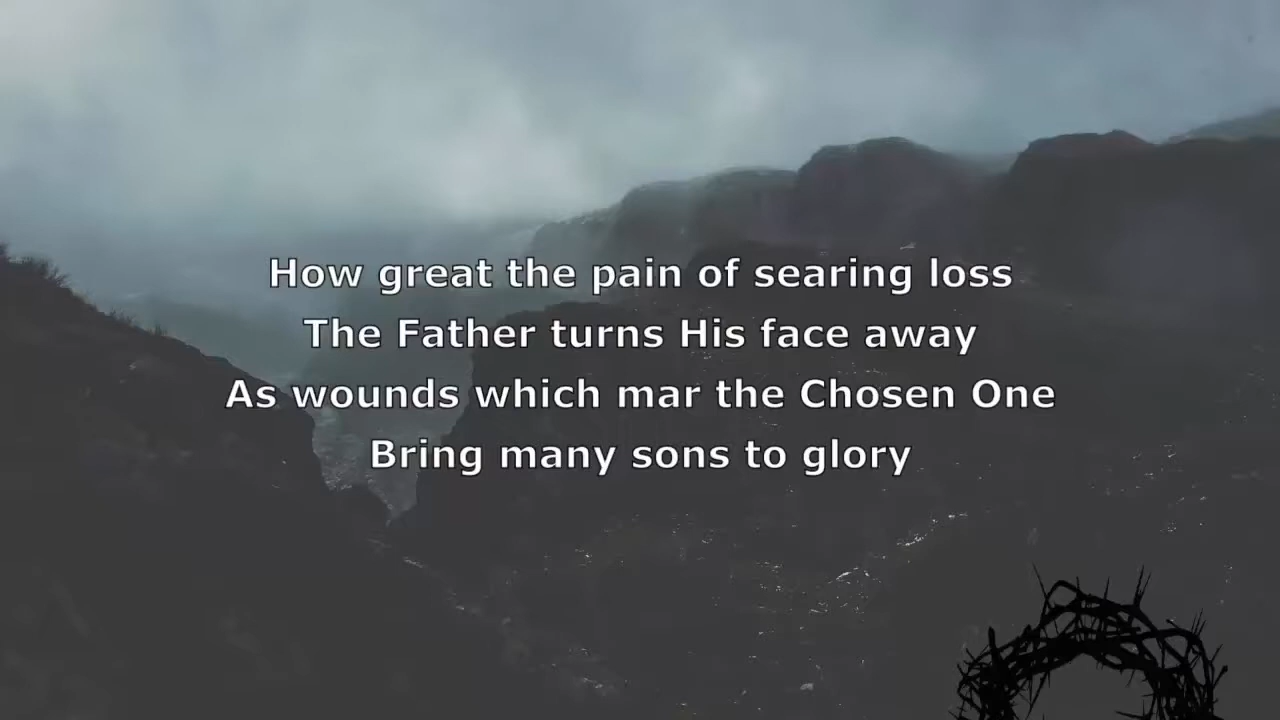 How great the pain of searing loss
The Father turns His face away
As wounds which mar the Chosen One
Bring many sons to glory